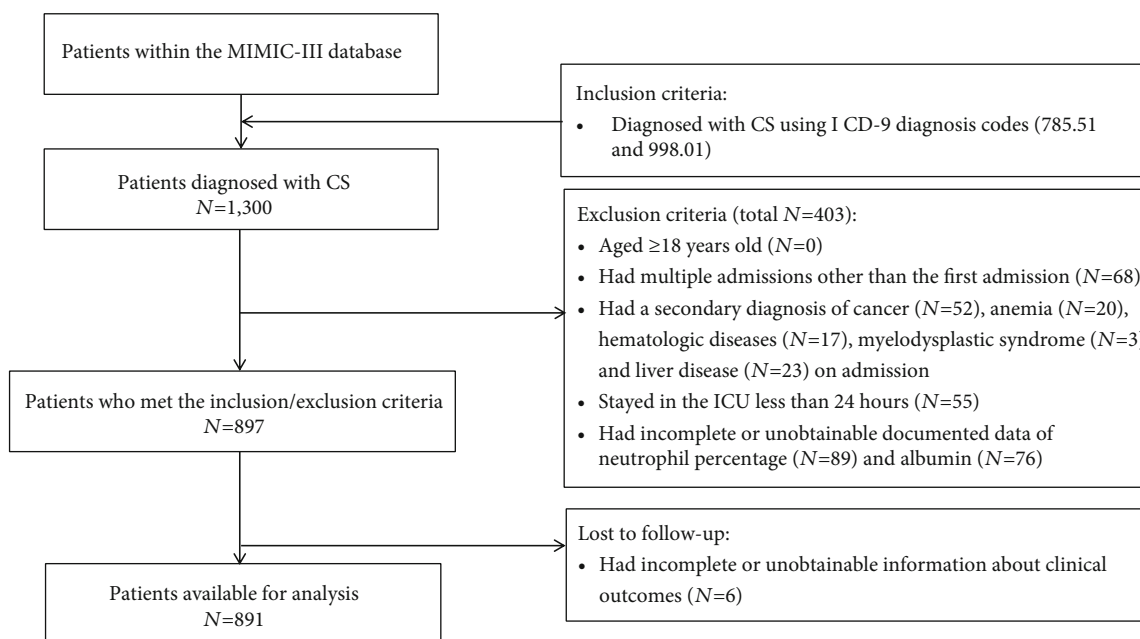 Patients within the MIMIC-III database
Inclusion criteria:
• Diagnosed with CS using I CD-9 diagnosis codes (785.51
and 998.01)
Patients diagnosed with CS
N=1,300
Exclusion criteria (total N=403):
• Aged ≥18 years old (N=0)
• Had multiple admissions other than the first admission (N=68)
• Had a secondary diagnosis of cancer (N=52), anemia (N=20),
hematologic diseases (N=17), myelodysplastic syndrome (N=3)
and liver disease (N=23) on admission
• Stayed in the ICU less than 24 hours (N=55)
• Had incomplete or unobtainable documented data of
neutrophil percentage (N=89) and albumin (N=76)
Patients who met the inclusion/exclusion criteria
N=897
Lost to follow-up:
• Had incomplete or unobtainable information about clinical
outcomes (N=6)
Patients available for analysis
N=891